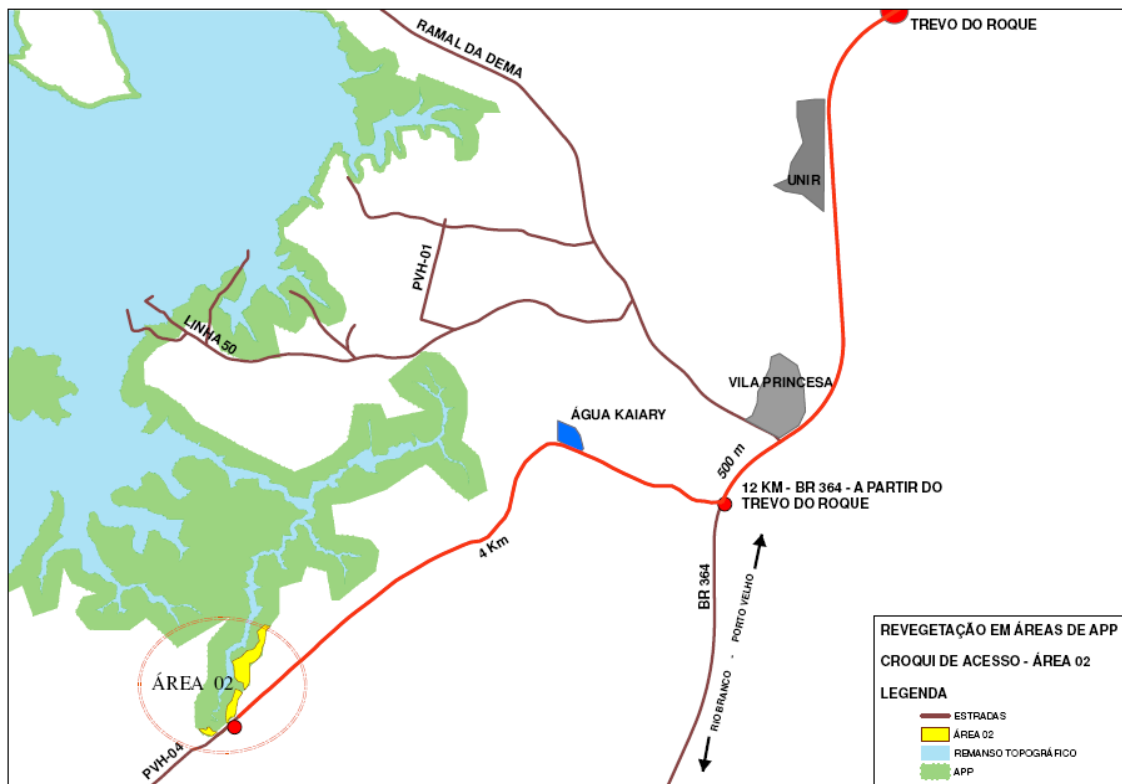 TREVO DO ROQUE
RAMAL DA DEMA
UNIR
PVH-01
LINHA 50
VILA PRINCESA
ÁGUA KAIARY
500 m
12 KM - BR 364 - A PARTIR DO
TREVO DO ROQUE
4 Km
BR 364
RIO BRANCO - PORTO VELHO
ÁREA 02
PVH-04
REVEGETAÇÃO EM ÁREAS DE APP
CROQUI DE ACESSO - ÁREA 02
LEGENDA
ESTRADAS
ÁREA 02
REMANSO TOPOGRÁFICO
APP